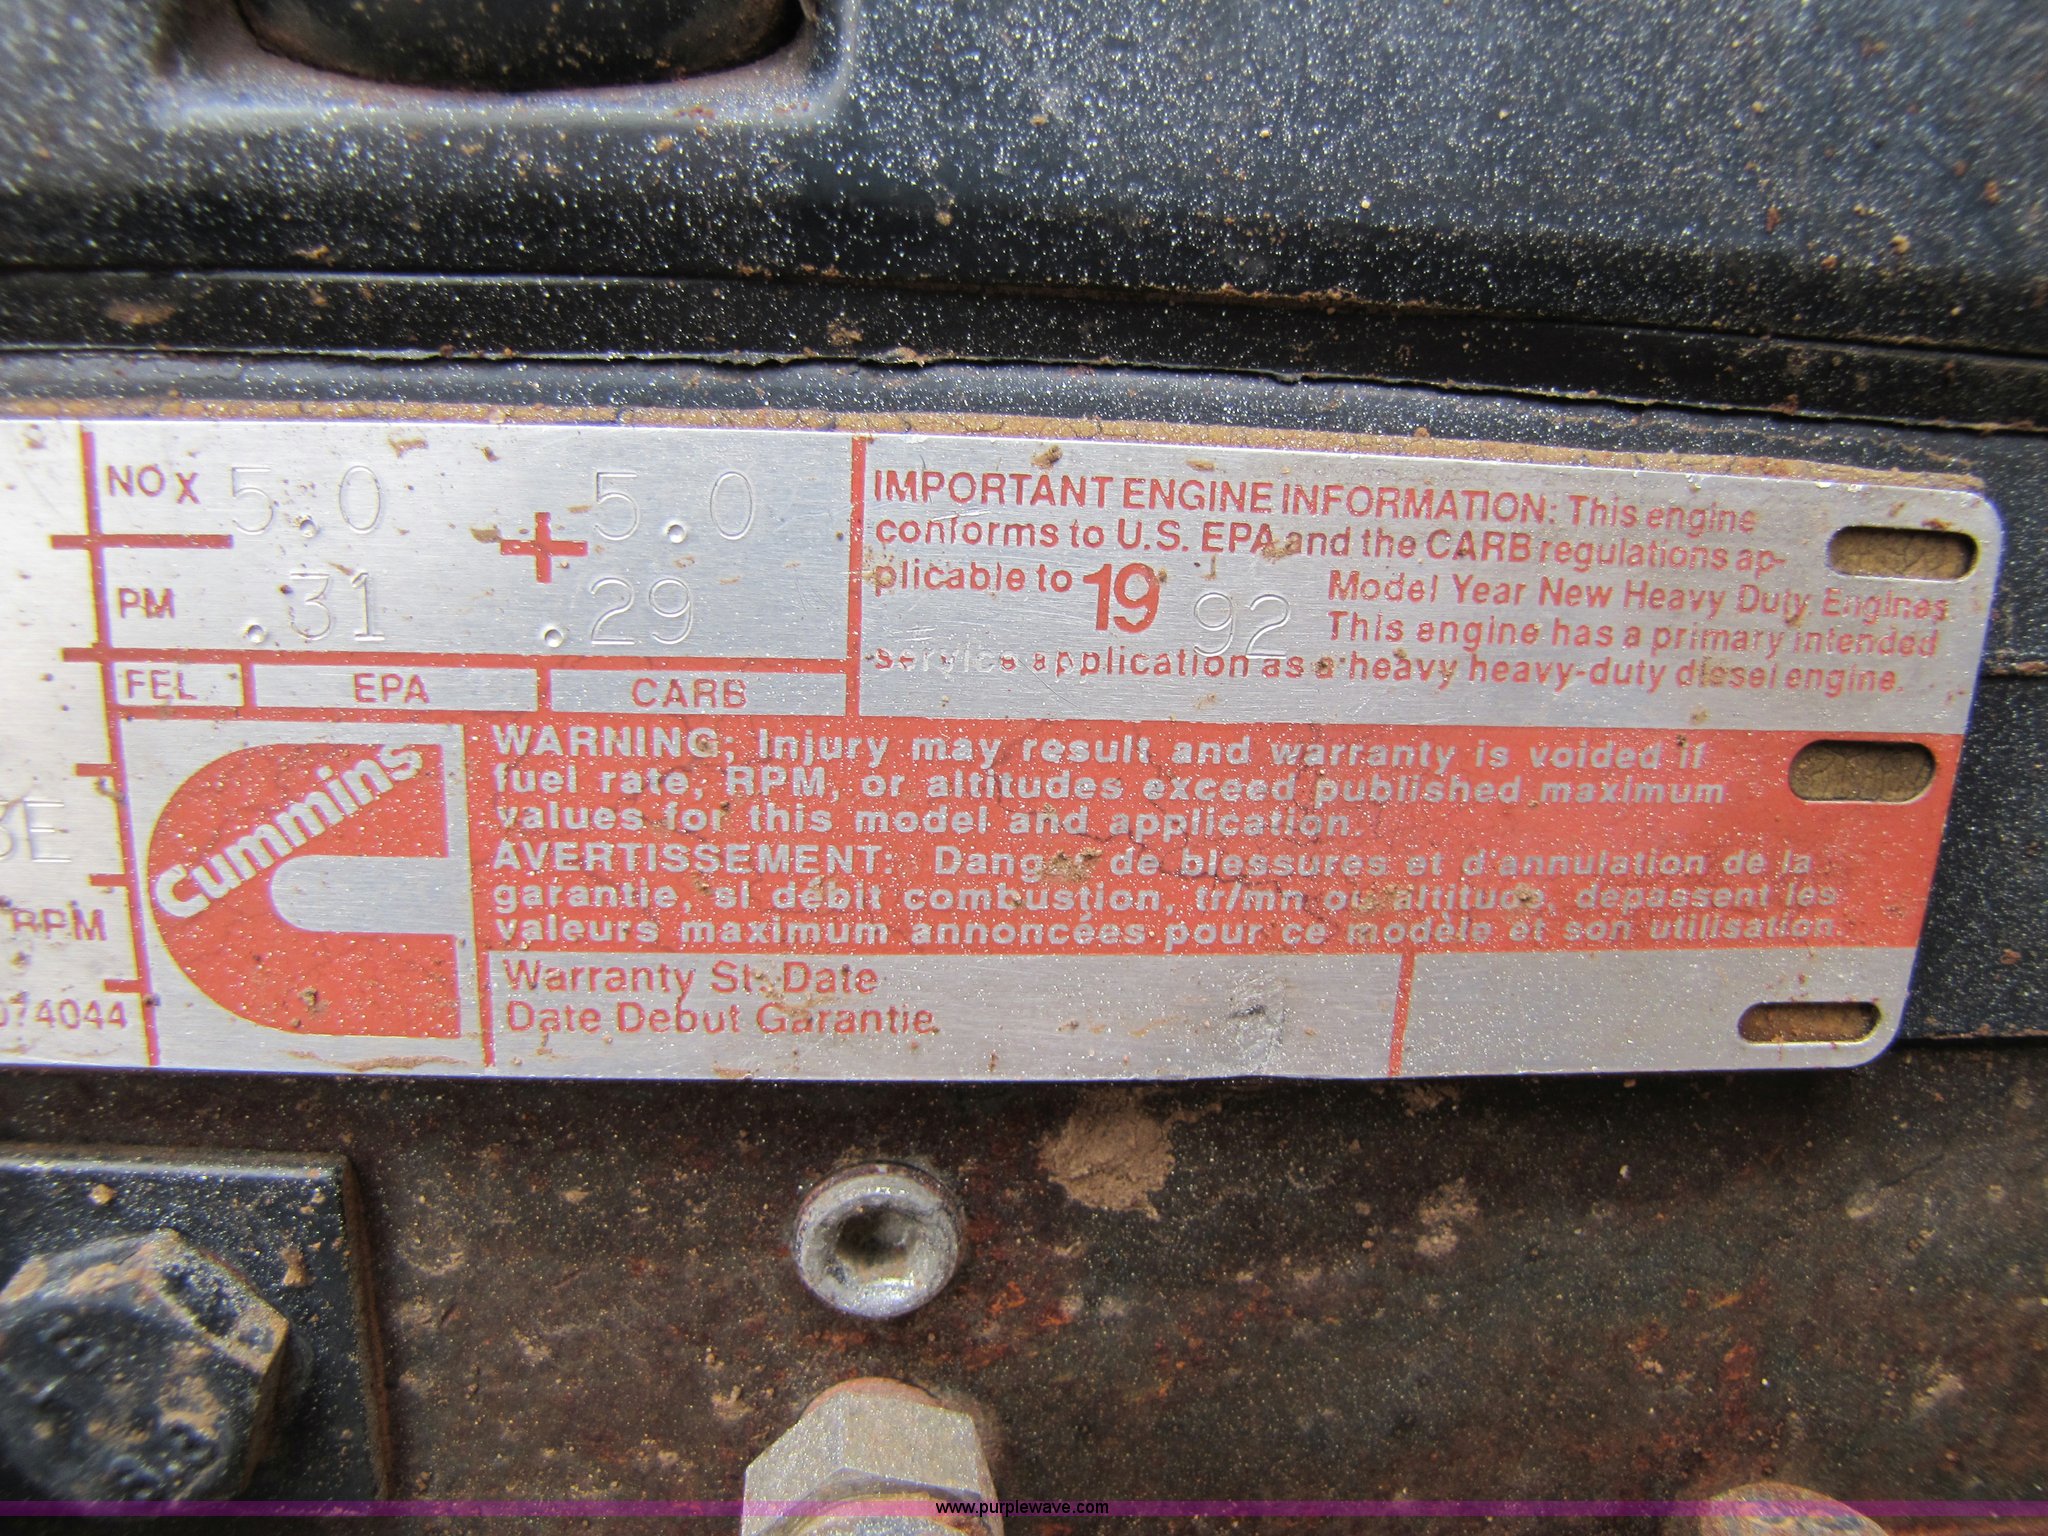 NOX 5.0 5.0
PM .31 .29
FEL EPA CARB
IMPORTANT ENGINE INFORMATION: This engine
conforms to U.S. EPA and the CARB regulations ap-
plicable to 19 92 Model Year New Heavy Duty Engines
This engine has a primary intended
service application as a heavy heavy-duty diesel engine.
Cummins
WARNING; Injury may result and warranty is voided if
fuel rate, RPM, or altitudes exceed published maximum
values for this model and application.
AVERTISSEMENT: Danger de blessures et d'annulation de la
garantie, si débit combustion, tr/mn ou altitude, depassent les
valeurs maximum annoncées pour ce modèle et son utilisation.
RPM
074044
Warranty St. Date
Date Debut Garantie
www.purplewave.com